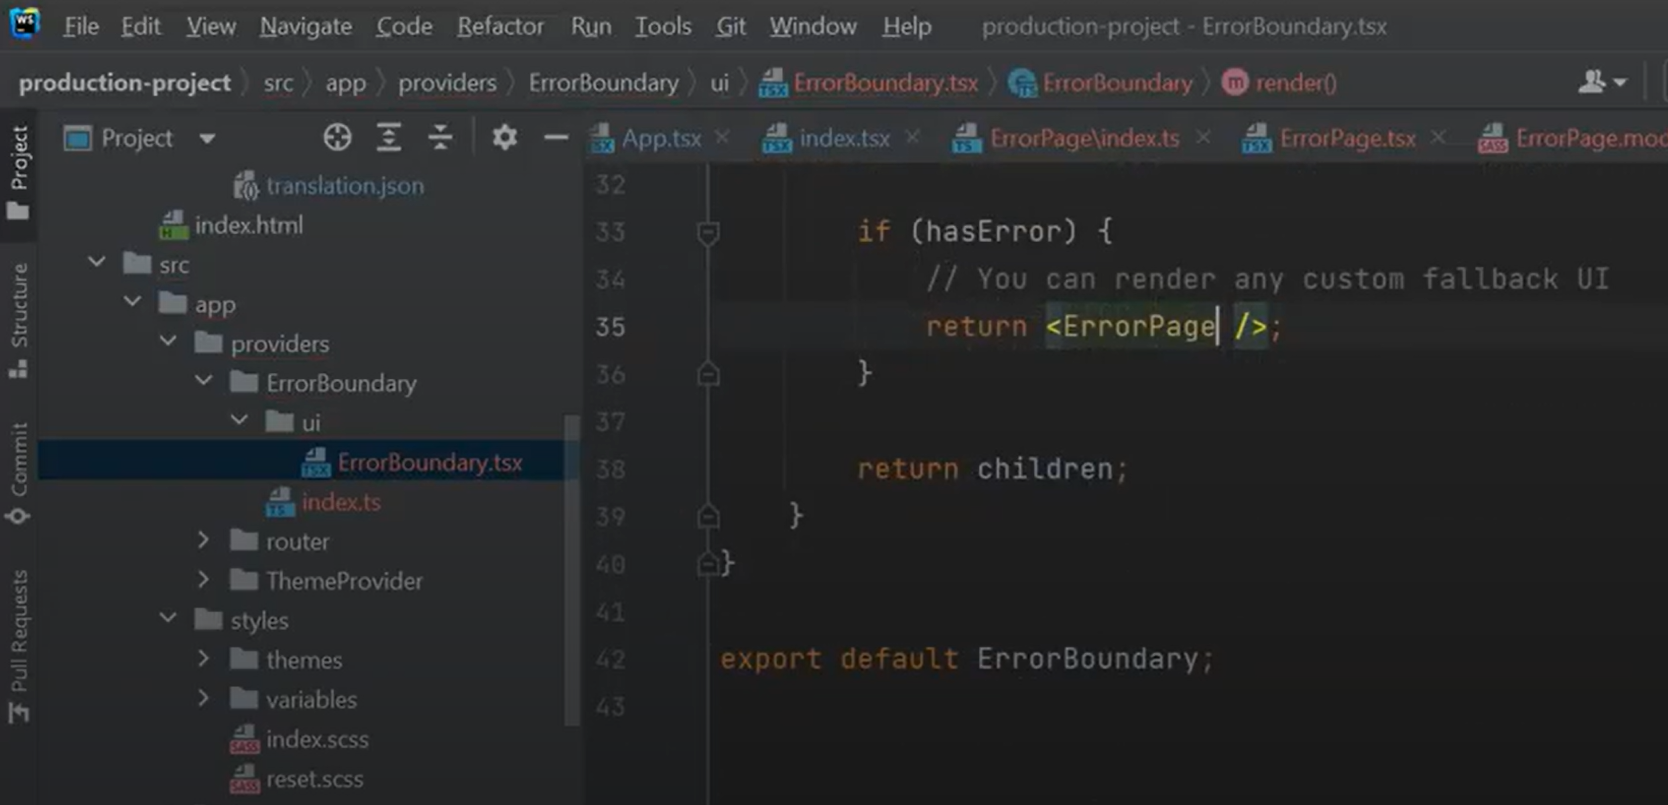 WS File Edit View Navigate Code Refactor Run Tools Git Window Help production-project - ErrorBoundary.tsx
production-project src app providers ErrorBoundary ui ErrorBoundary.tsx ErrorBoundary m render()
Project
App.tsx index.tsx ErrorPage\index.ts ErrorPage.tsx ErrorPage.mod
Project
Structure
Commit
Pull Requests
translation.json
index.html
src
app
providers
ErrorBoundary
ui
ErrorBoundary.tsx
index.ts
router
ThemeProvider
styles
themes
variables
index.scss
reset.scss
32
33 if (hasError) {
34 // You can render any custom fallback UI
35 return <ErrorPage />;
36 }
37
38 return children;
39 }
40 }
41
42 export default ErrorBoundary;
43